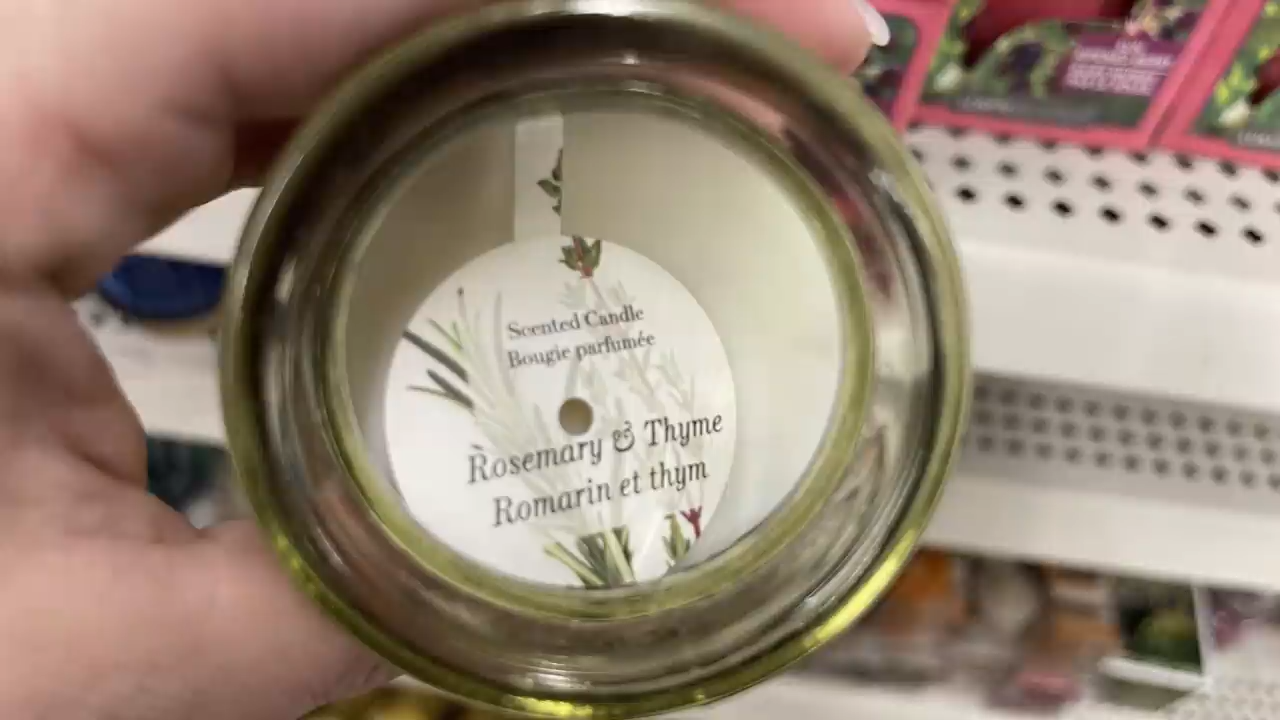 Scented Candle
Bougie parfumée
Rosemary & Thyme
Romarin et thym